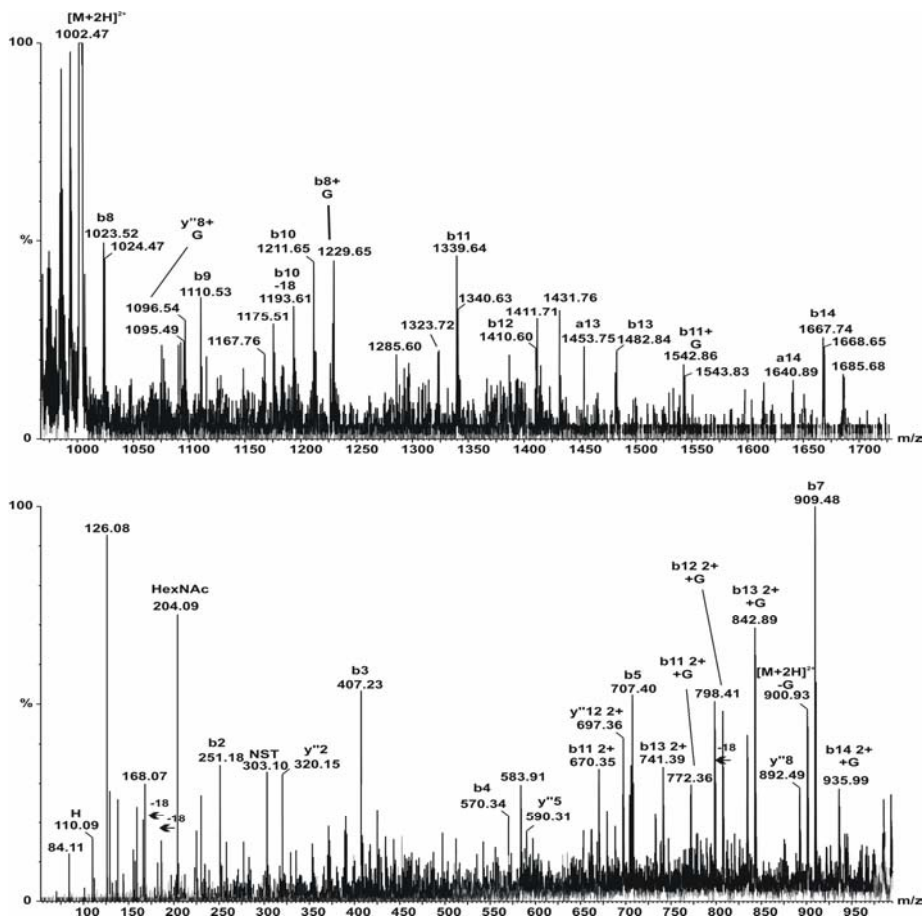 [M+2H]²⁺
1002.47
100
b8+
G
b8
1023.52
1024.47
y''8+
G
b10
1211.65
1229.65
b11
1339.64
%
b9
1110.53
b10
-18
1193.61
1340.63
1096.54
1095.49
1175.51
1167.76
1323.72
1285.60
b12
1410.60
1411.71
1431.76
a13
1453.75
b13
1482.84
b11+
G
1542.86
1543.83
b14
1667.74
1668.65
a14
1640.89
1685.68
0
m/z
1000 1050 1100 1150 1200 1250 1300 1350 1400 1450 1500 1550 1600 1650 1700
100
b7
909.48
126.08
HexNAc
204.09
b12 2+
+G
b13 2+
+G
842.89
b3
407.23
b11 2+
+G
798.41
[M+2H]²⁺
-G
900.93
%
b2
251.18
NST
303.10
y''2
320.15
b5
707.40
y''12 2+
697.36
b11 2+
670.35
b13 2+
741.39
772.36
-18
y''8
892.49
b14 2+
+G
935.99
168.07
-18
-18
H
110.09
84.11
b4
570.34
583.91
y''5
590.31
0
m/z
100 150 200 250 300 350 400 450 500 550 600 650 700 750 800 850 900 950